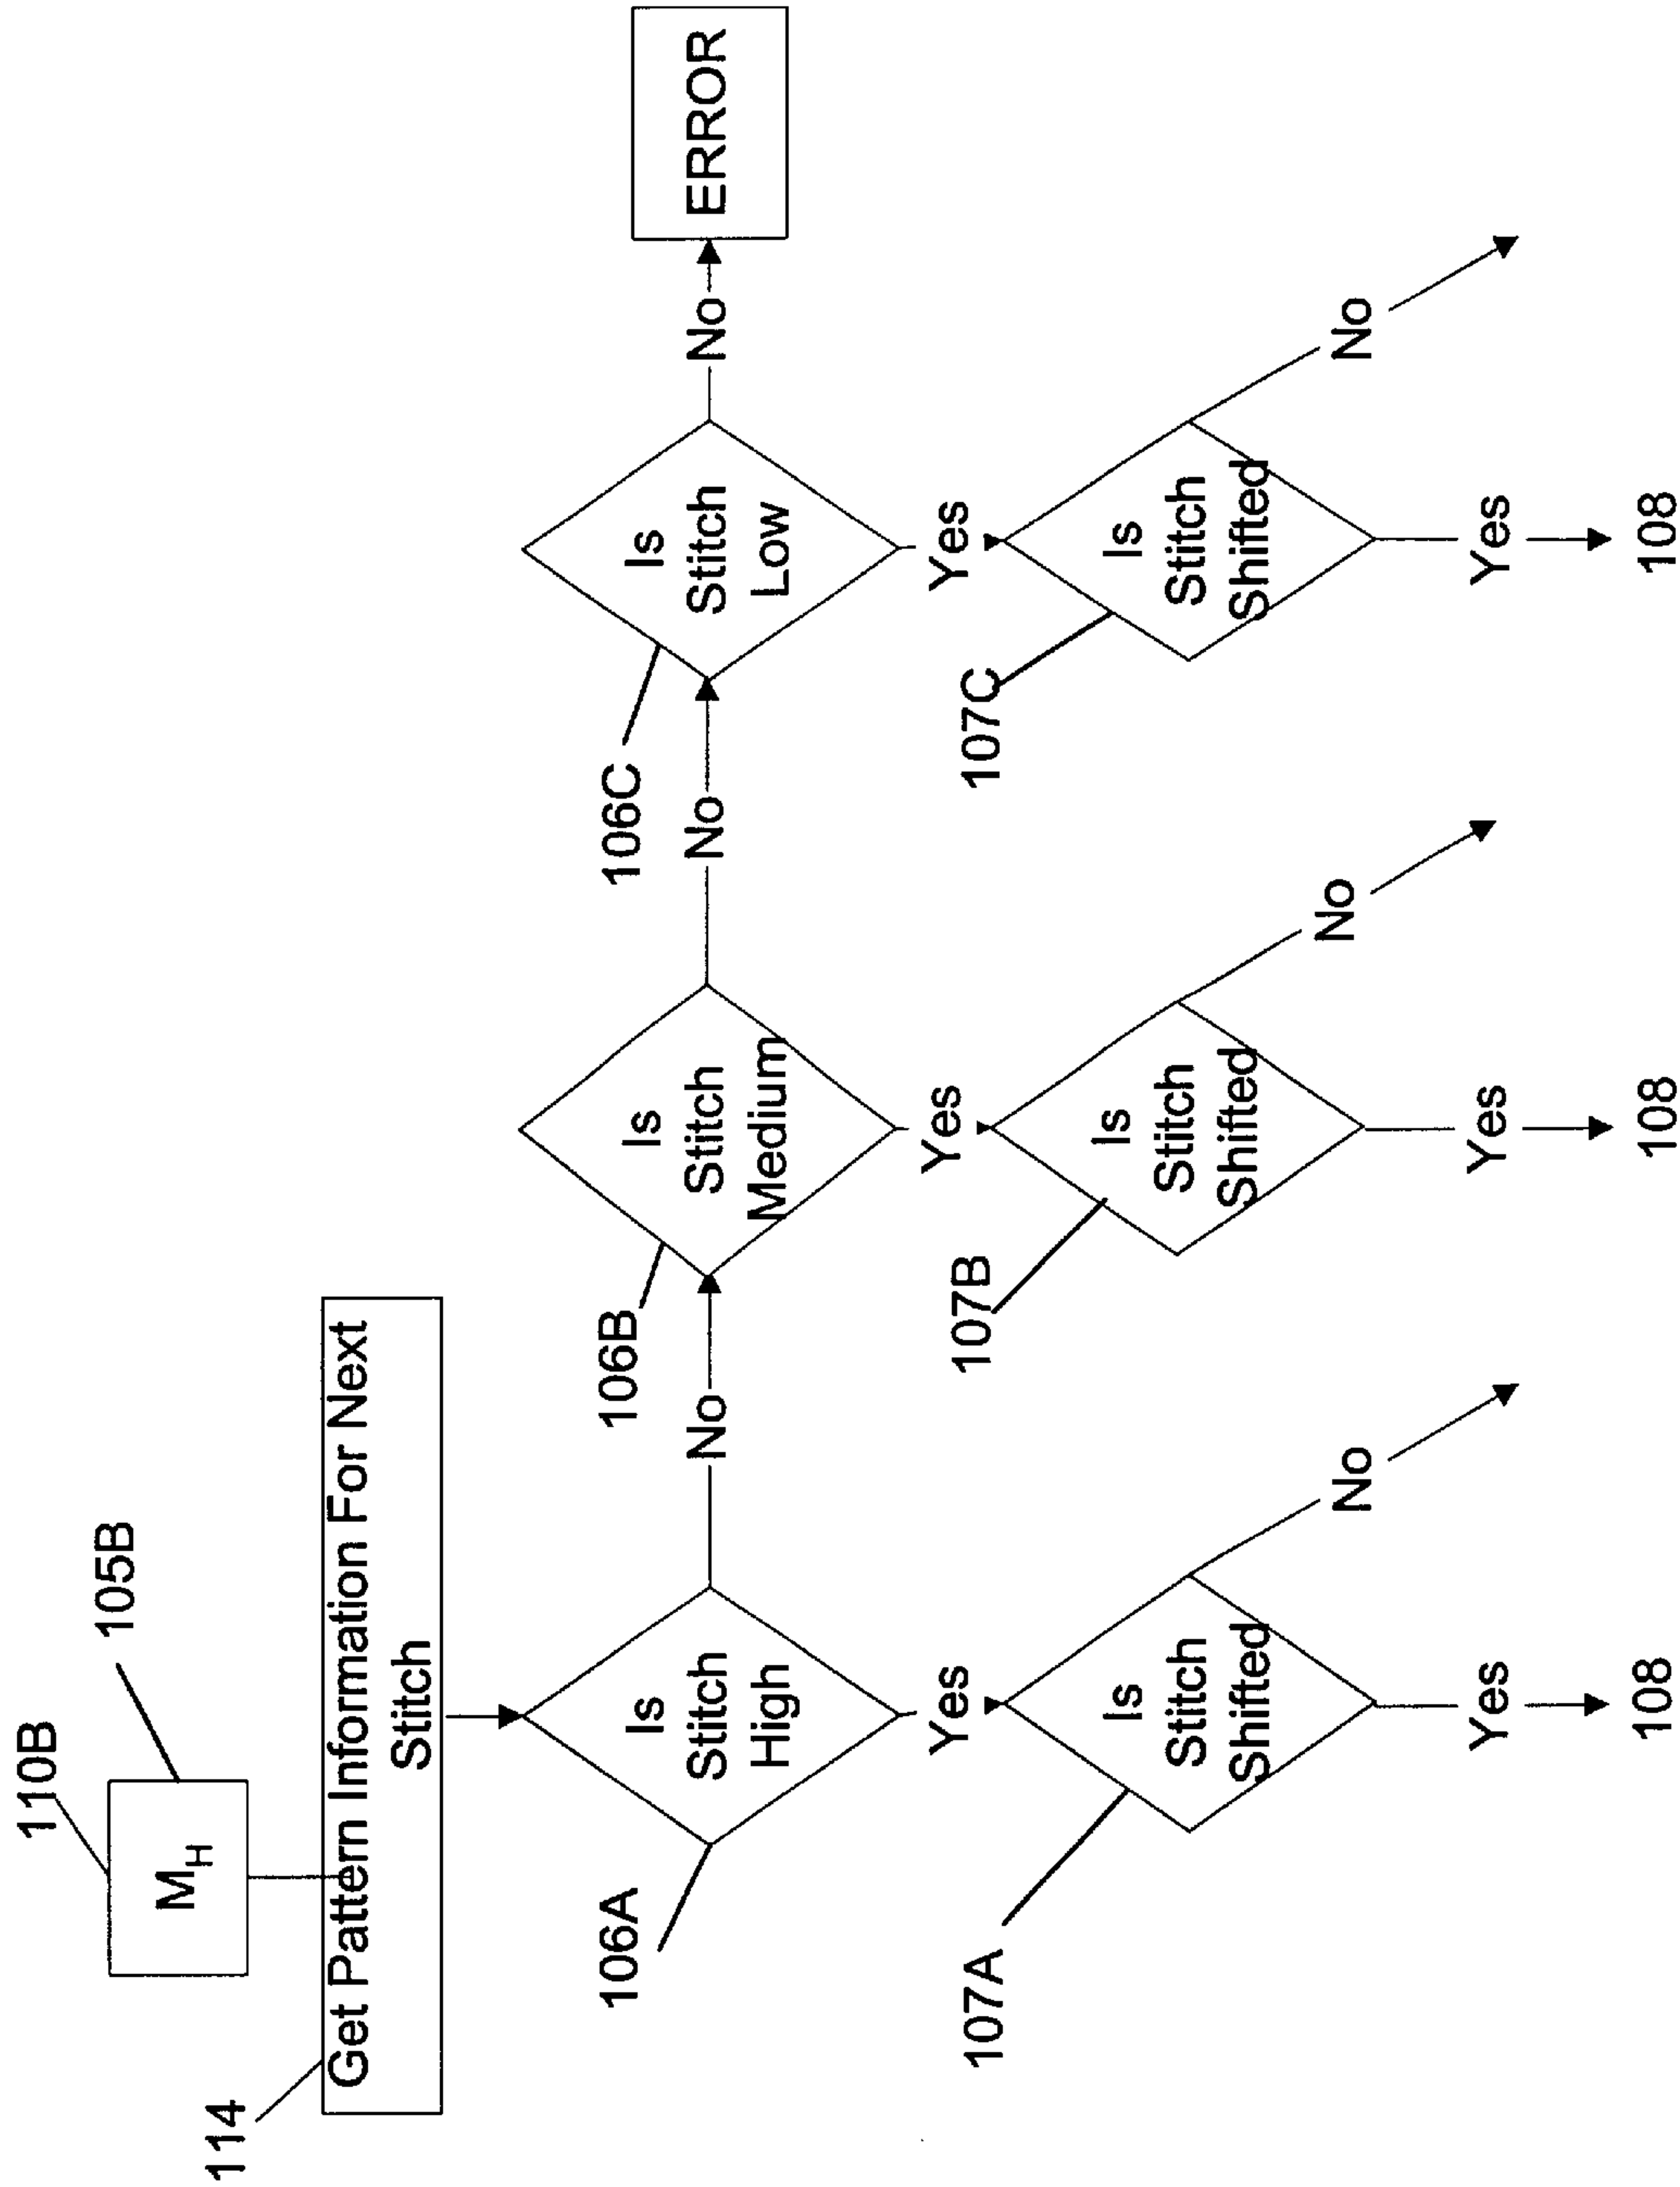 110B
105B
M_H
114
Get Pattern Information For Next
Stitch
106A
Is
Stitch
High
No
106B
Is
Stitch
Medium
No
106C
Is
Stitch
Low
No
ERROR
Yes
Yes
Yes
107A
Is
Stitch
Shifted
No
107B
Is
Stitch
Shifted
No
107C
Is
Stitch
Shifted
No
Yes
Yes
Yes
108
108
108